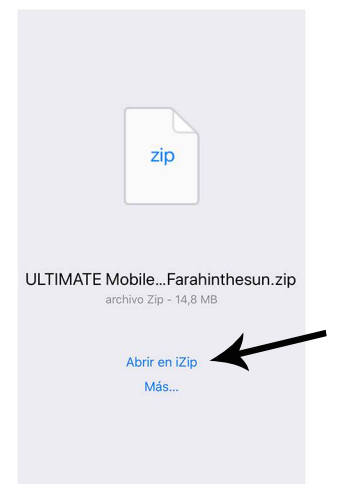 zip
ULTIMATE Mobile...Farahinthesun.zip
archivo Zip - 14,8 MB
Abrir en iZip
Más...